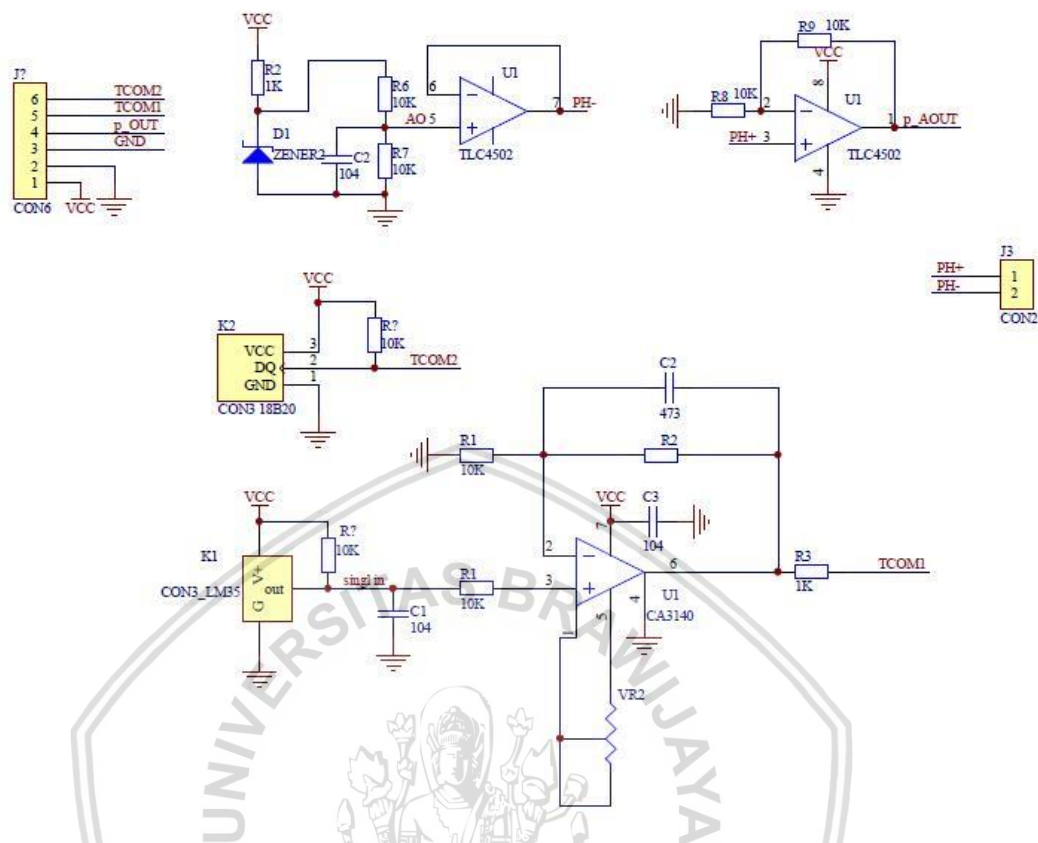 J?
6
TCOM2
5
TCOM1
4
p_OUT
3
GND
2
1
VCC
CON6
VCC
R2
1K
D1
ZENER2
C2
104
R6
10K
AO
R7
10K
5
6
7
U1
TLC4502
PH-
R9 10K
VCC
8
R8 10K
2
PH+ 3
U1
1
p_AOUT
TLC4502
4
J3
PH+ 1
PH- 2
CON2
VCC
K2
R?
10K
VCC 3
DQ 2
GND 1
TCOM2
CON3 18B20
C2
473
R1
10K
R2
VCC
7
C3
104
VCC
K1
R?
10K
V+
CON3_LM35
out
G
singl in
C1
104
R1
10K
2
3
6
U1
CA3140
4
1
5
R3
1K
TCOM1
VR2
UNIVERSITAS BRAWIJAYA